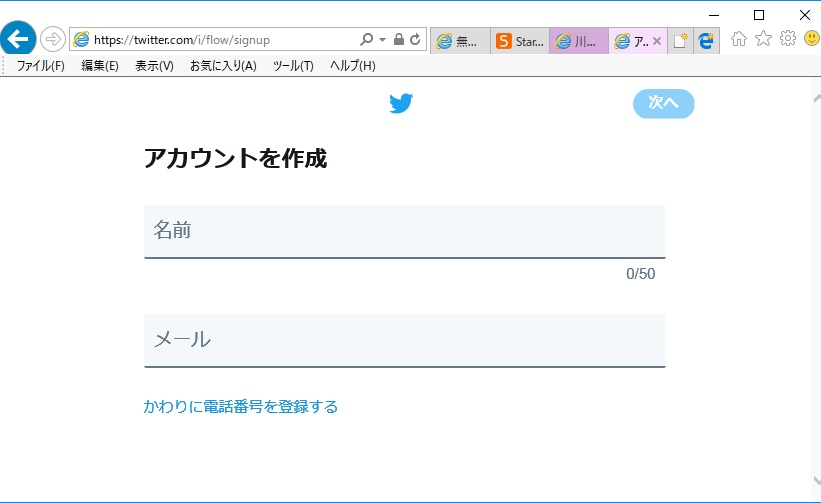 https://twitter.com/i/flow/signup
無...
Star...
川...
ア...
ファイル(F) 編集(E) 表示(V) お気に入り(A) ツール(T) ヘルプ(H)
次へ
アカウントを作成
名前
0/50
メール
かわりに電話番号を登録する